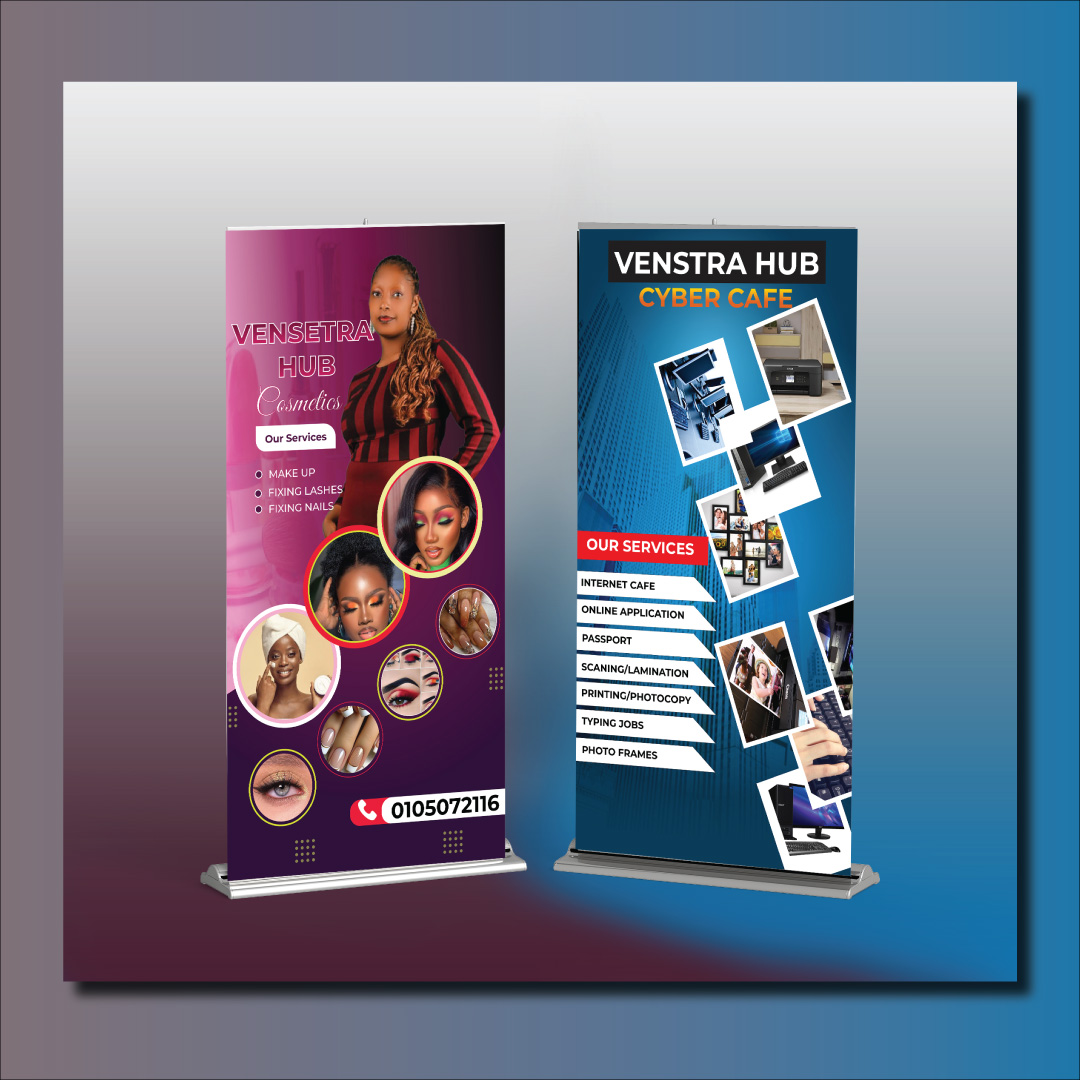 VENSETRA
HUB
Cosmetics
Our Services
MAKE UP
FIXING LASHES
FIXING NAILS
0105072116
VENSTRA HUB
CYBER CAFE
OUR SERVICES
INTERNET CAFE
ONLINE APPLICATION
PASSPORT
SCANING/LAMINATION
PRINTING/PHOTOCOPY
TYPING JOBS
PHOTO FRAMES